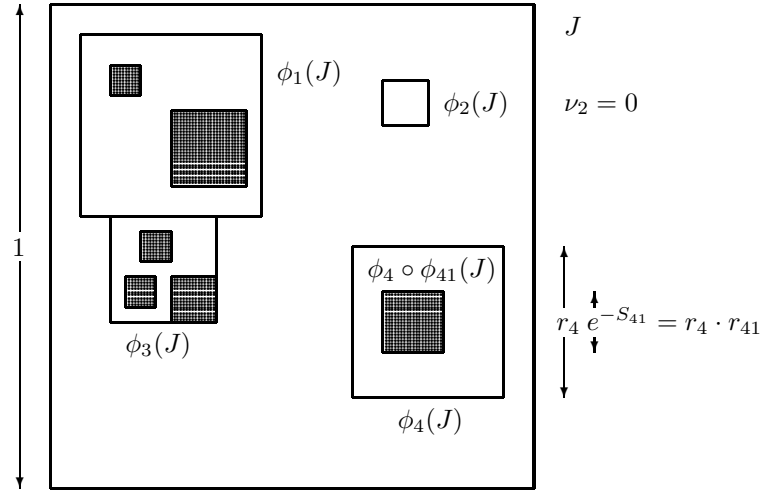 J
ϕ₁(J)
ϕ₂(J)
ν₂ = 0
1
ϕ₄ ∘ ϕ₄₁(J)
r₄ e^{−S₄₁} = r₄ · r₄₁
ϕ₃(J)
ϕ₄(J)